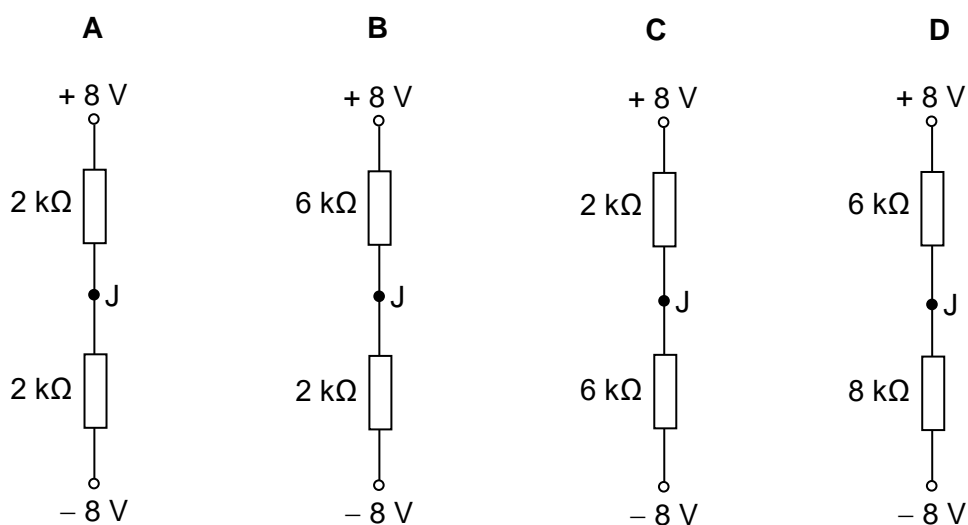 A B C D
+ 8 V + 8 V + 8 V + 8 V
2 kΩ 6 kΩ 2 kΩ 6 kΩ
J J J J
2 kΩ 2 kΩ 6 kΩ 8 kΩ
– 8 V – 8 V – 8 V – 8 V